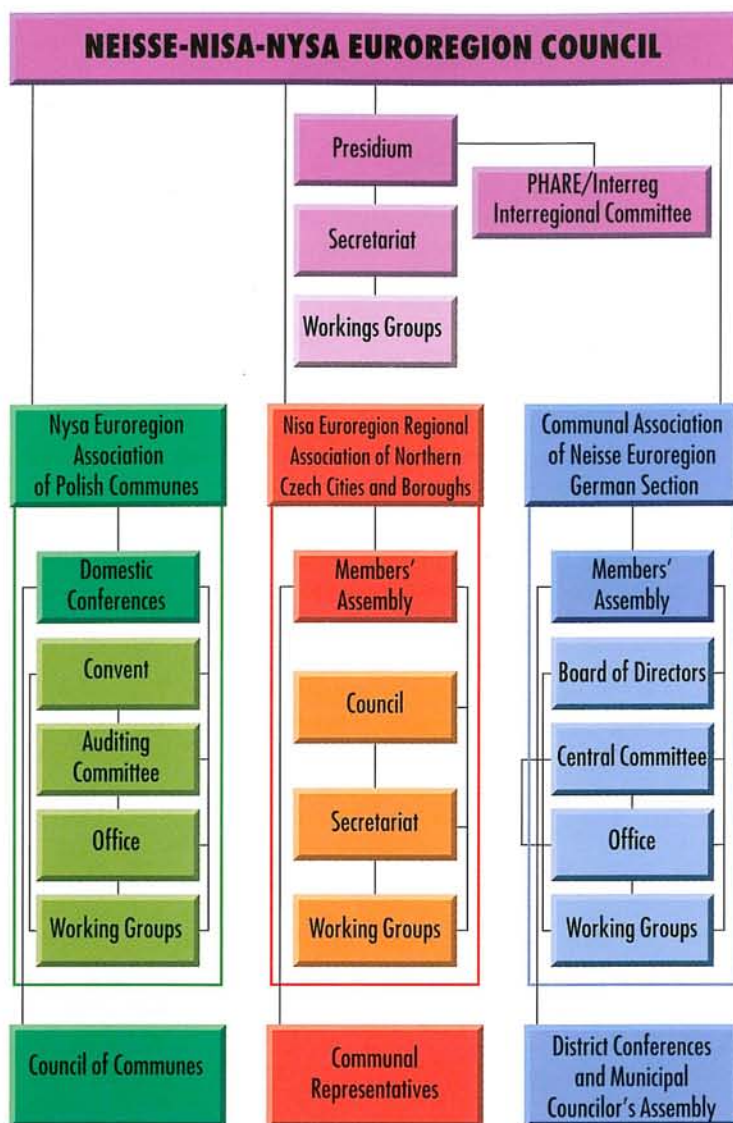 NEISSE-NISA-NYSA EUROREGION COUNCIL
Presidium
PHARE/Interreg
Interregional Committee
Secretariat
Workings Groups
Nysa Euroregion
Association
of Polish Communes
Domestic
Conferences
Convent
Auditing
Committee
Office
Working Groups
Council of Communes
Nisa Euroregion Regional
Association of Northern
Czech Cities and Boroughs
Members'
Assembly
Council
Secretariat
Working Groups
Communal
Representatives
Communal Association
of Neisse Euroregion
German Section
Members'
Assembly
Board of Directors
Central Committee
Office
Working Groups
District Conferences
and Municipal
Councilor's Assembly